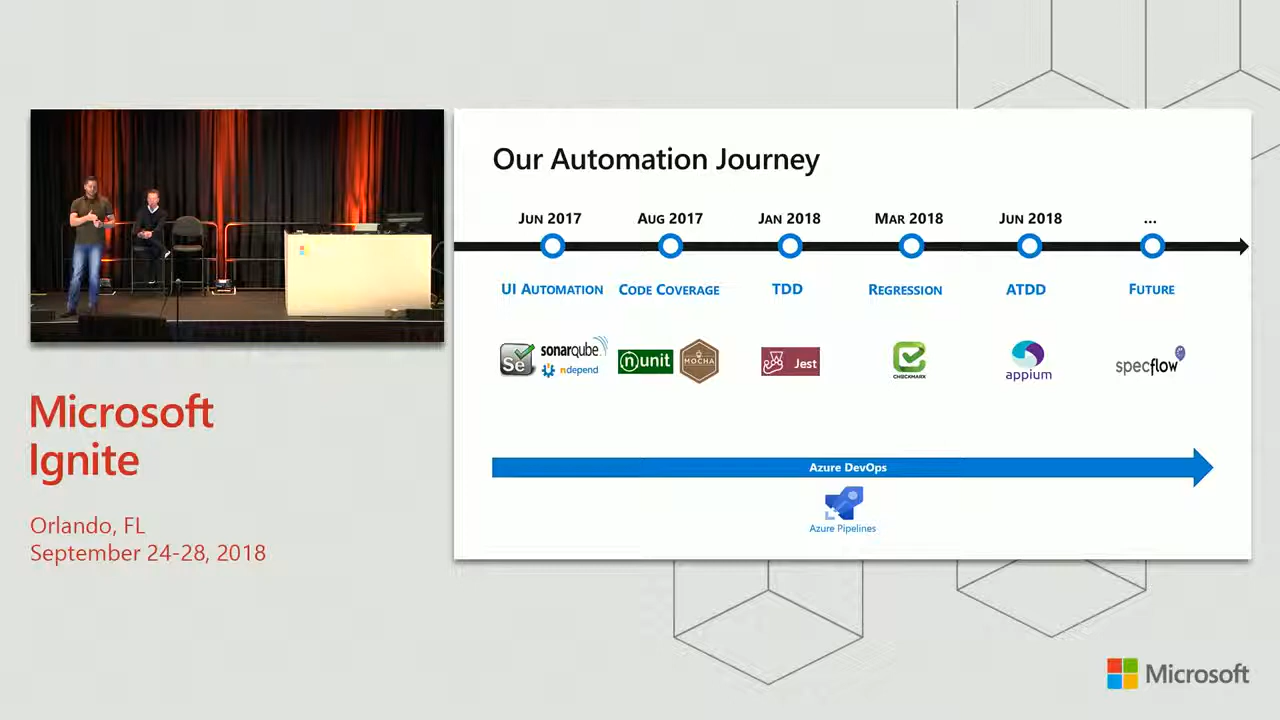 Our Automation Journey
JUN 2017 AUG 2017 JAN 2018 MAR 2018 JUN 2018 ...
UI AUTOMATION CODE COVERAGE TDD REGRESSION ATDD FUTURE
Se sonarqube ndepend nunit MOCHA Jest CHECKMARX appium specflow
Azure DevOps
Azure Pipelines
Microsoft
Ignite
Orlando, FL
September 24-28, 2018
Microsoft